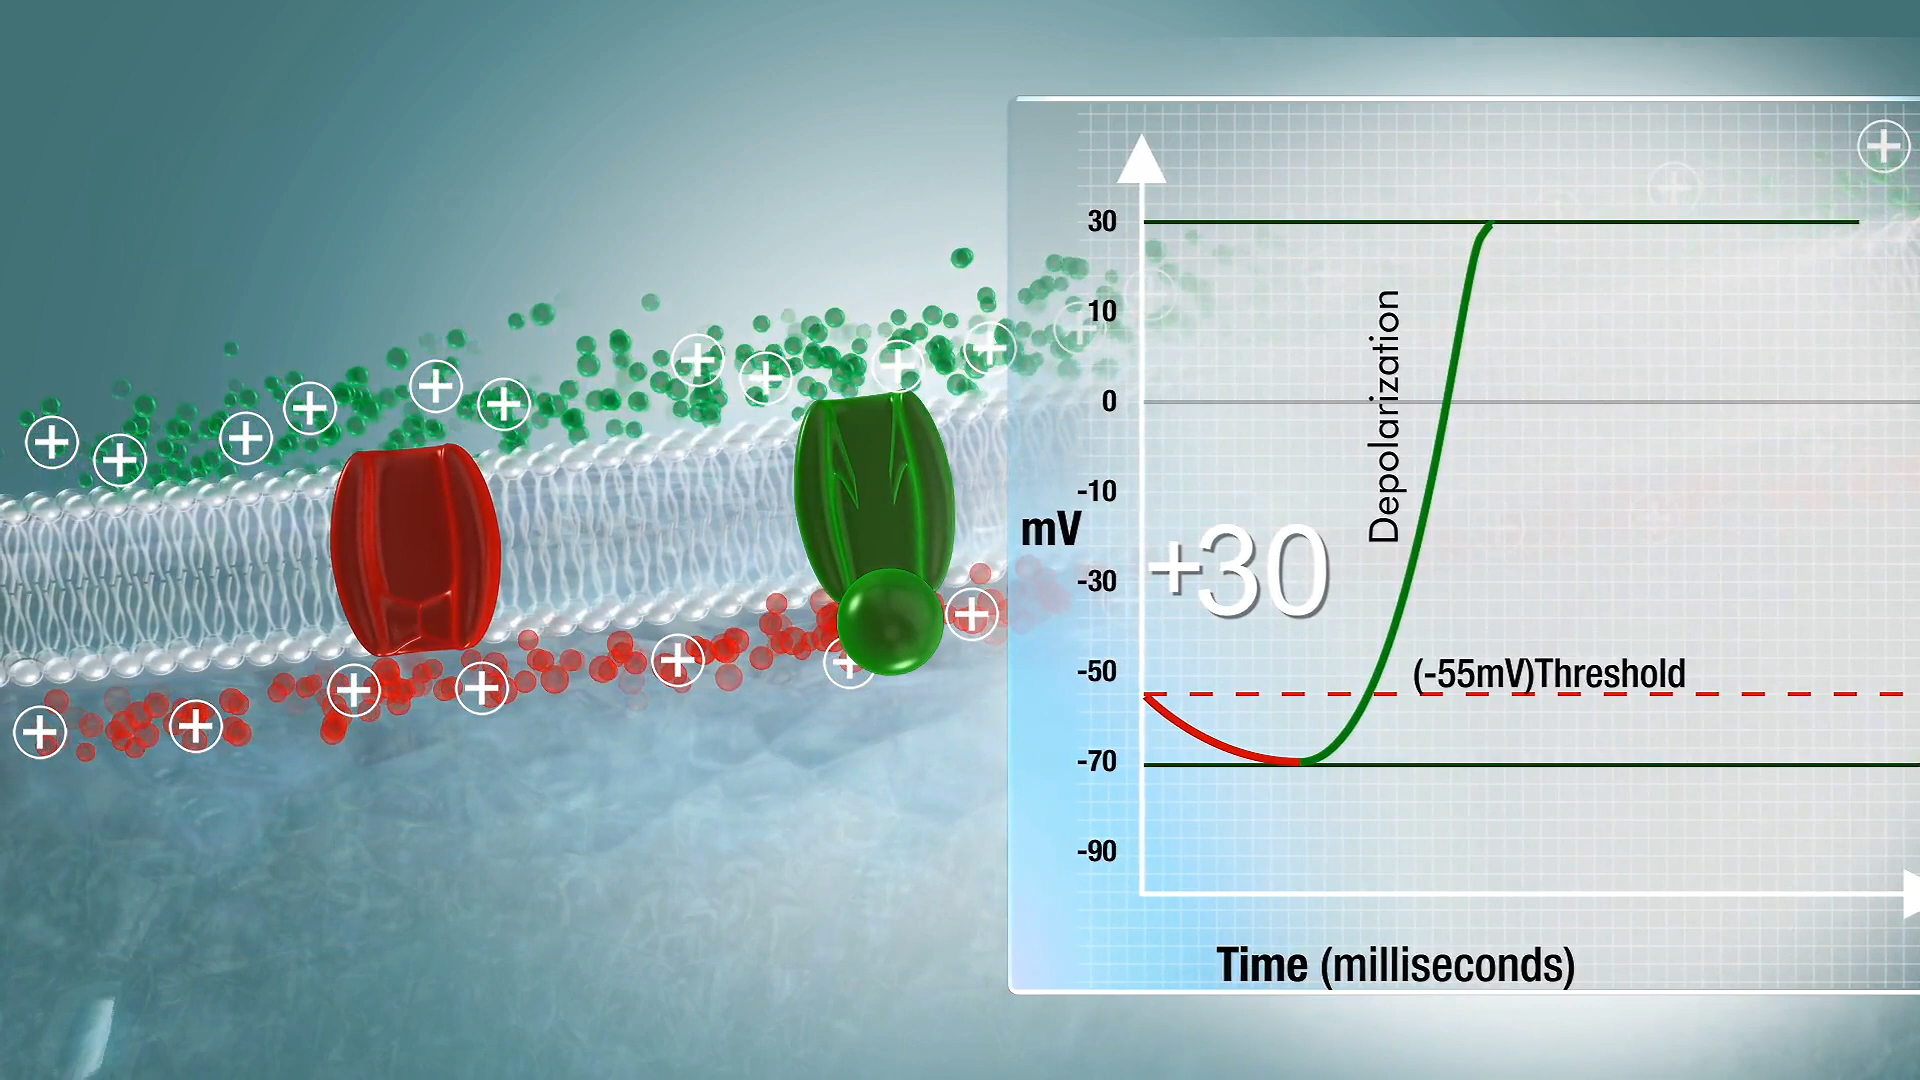 30
10
0
-10
mV
-30
+30
Depolarization
-50
(-55mV)Threshold
-70
-90
Time (milliseconds)